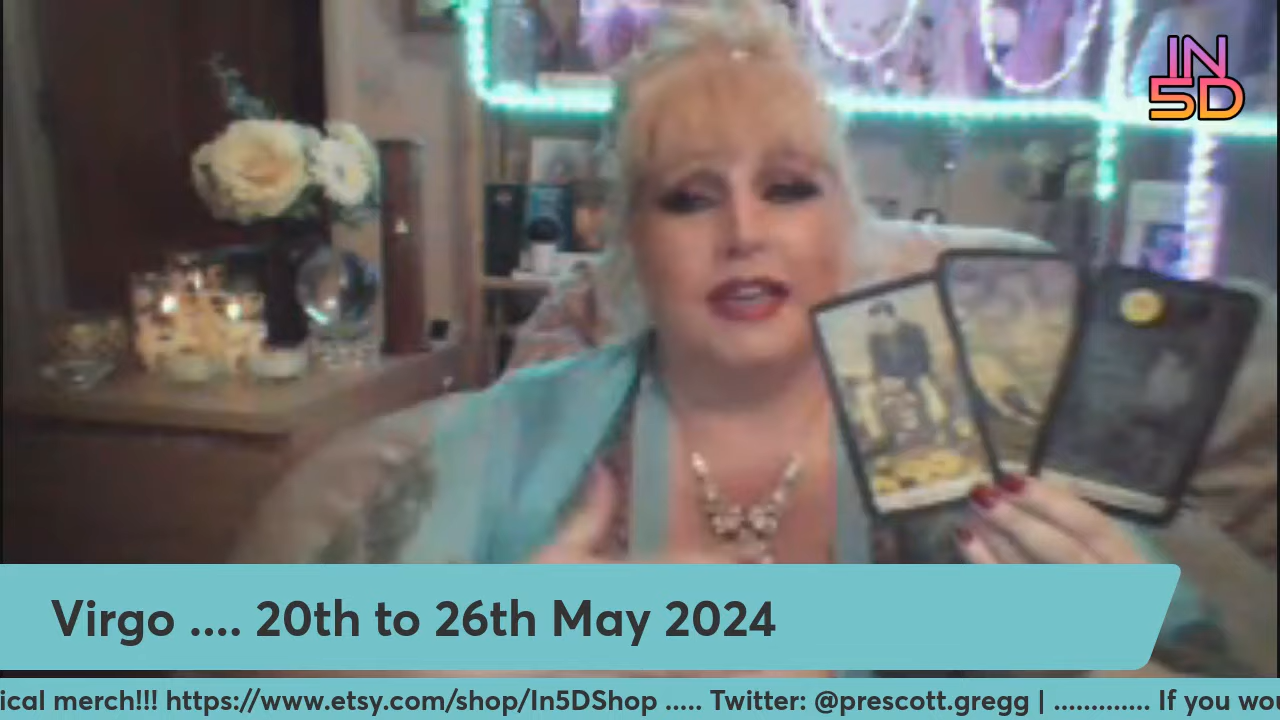 IN
5D
Virgo .... 20th to 26th May 2024
ical merch!!! https://www.etsy.com/shop/In5DShop ..... Twitter: @prescott.gregg | ............. If you wou